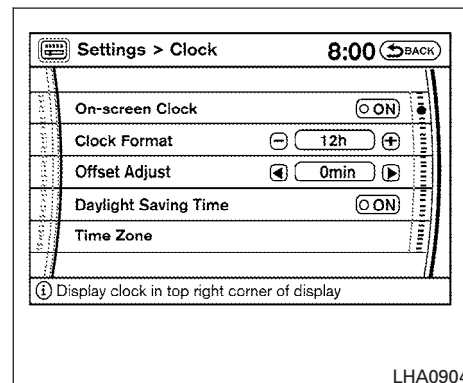 Settings > Clock 8:00 BACK
On-screen Clock ON
Clock Format − 12h +
Offset Adjust 0min
Daylight Saving Time ON
Time Zone
i Display clock in top right corner of display
LHA0904